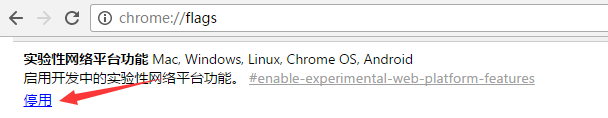 chrome://flags
实验性网络平台功能 Mac, Windows, Linux, Chrome OS, Android
启用开发中的实验性网络平台功能。 #enable-experimental-web-platform-features
停用